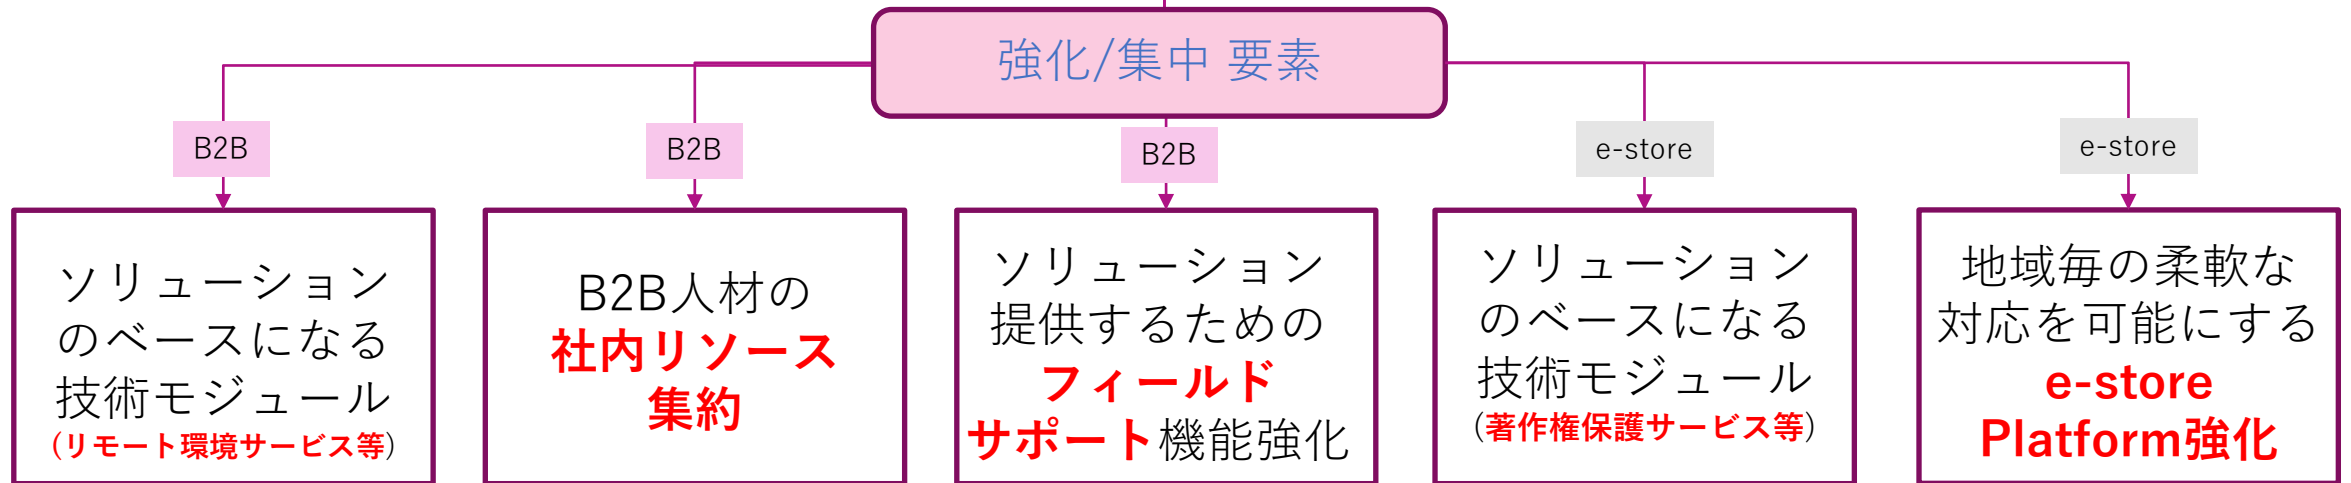 強化/集中 要素
B2B
B2B
B2B
e-store
e-store
ソリューション
のベースになる
技術モジュール
(リモート環境サービス等)
B2B人材の
社内リソース
集約
ソリューション
提供するための
フィールド
サポート機能強化
ソリューション
のベースになる
技術モジュール
(著作権保護サービス等)
地域毎の柔軟な
対応を可能にする
e-store
Platform強化